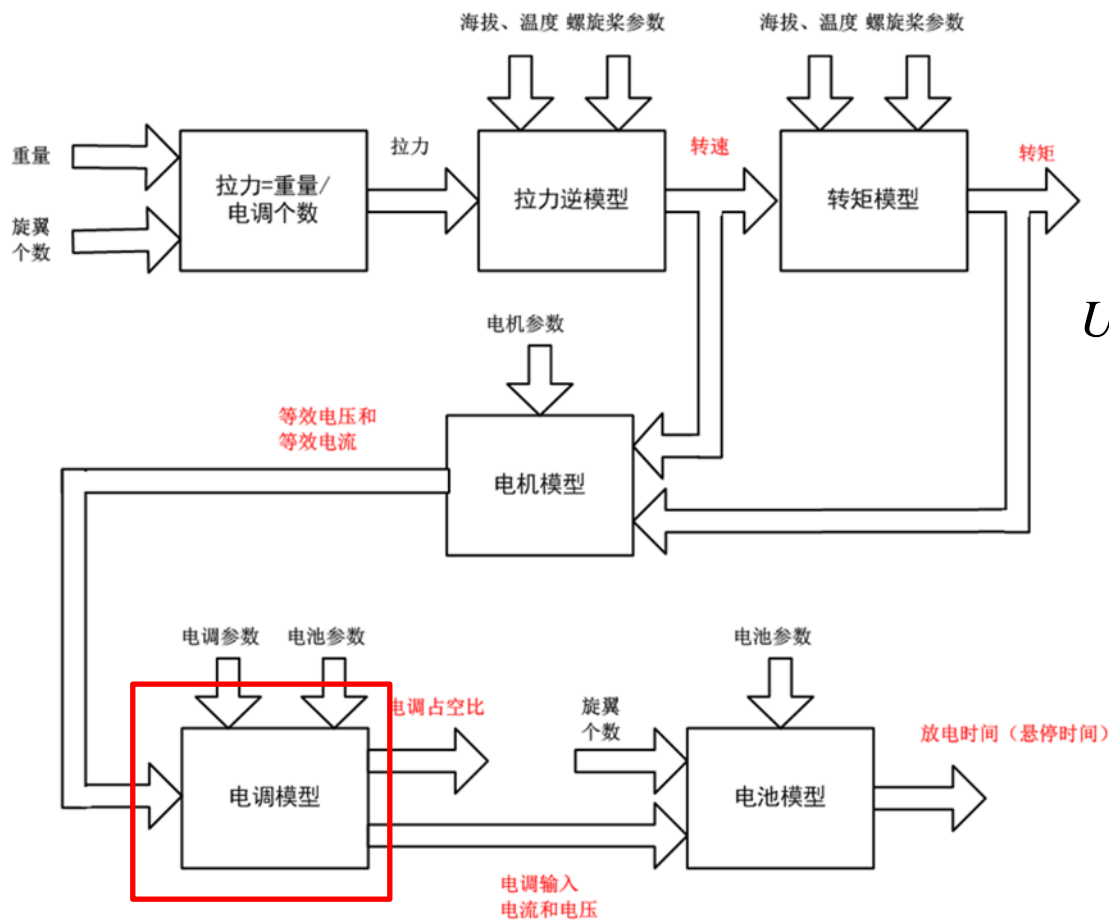 海拔、温度 螺旋桨参数
海拔、温度 螺旋桨参数
重量
旋翼
个数
拉力=重量/
电调个数
拉力
拉力逆模型
转速
转矩模型
转矩
U
电机参数
等效电压和
等效电流
电机模型
电调参数
电池参数
电池参数
电调占空比
旋翼
个数
放电时间（悬停时间）
电调模型
电池模型
电调输入
电流和电压